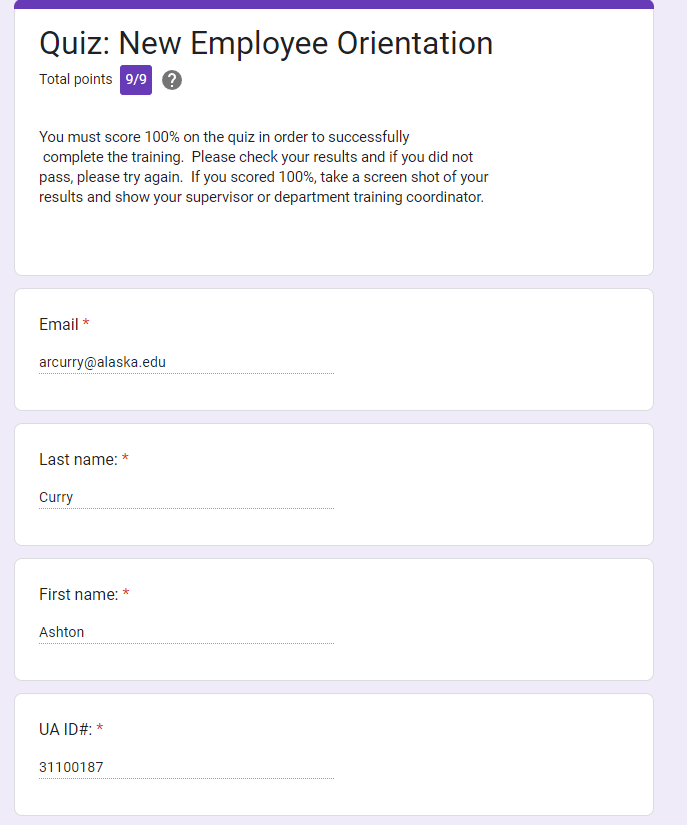 Quiz: New Employee Orientation
Total points 9/9 ?
You must score 100% on the quiz in order to successfully
complete the training. Please check your results and if you did not
pass, please try again. If you scored 100%, take a screen shot of your
results and show your supervisor or department training coordinator.
Email *
arcurry@alaska.edu
Last name: *
Curry
First name: *
Ashton
UA ID#: *
31100187